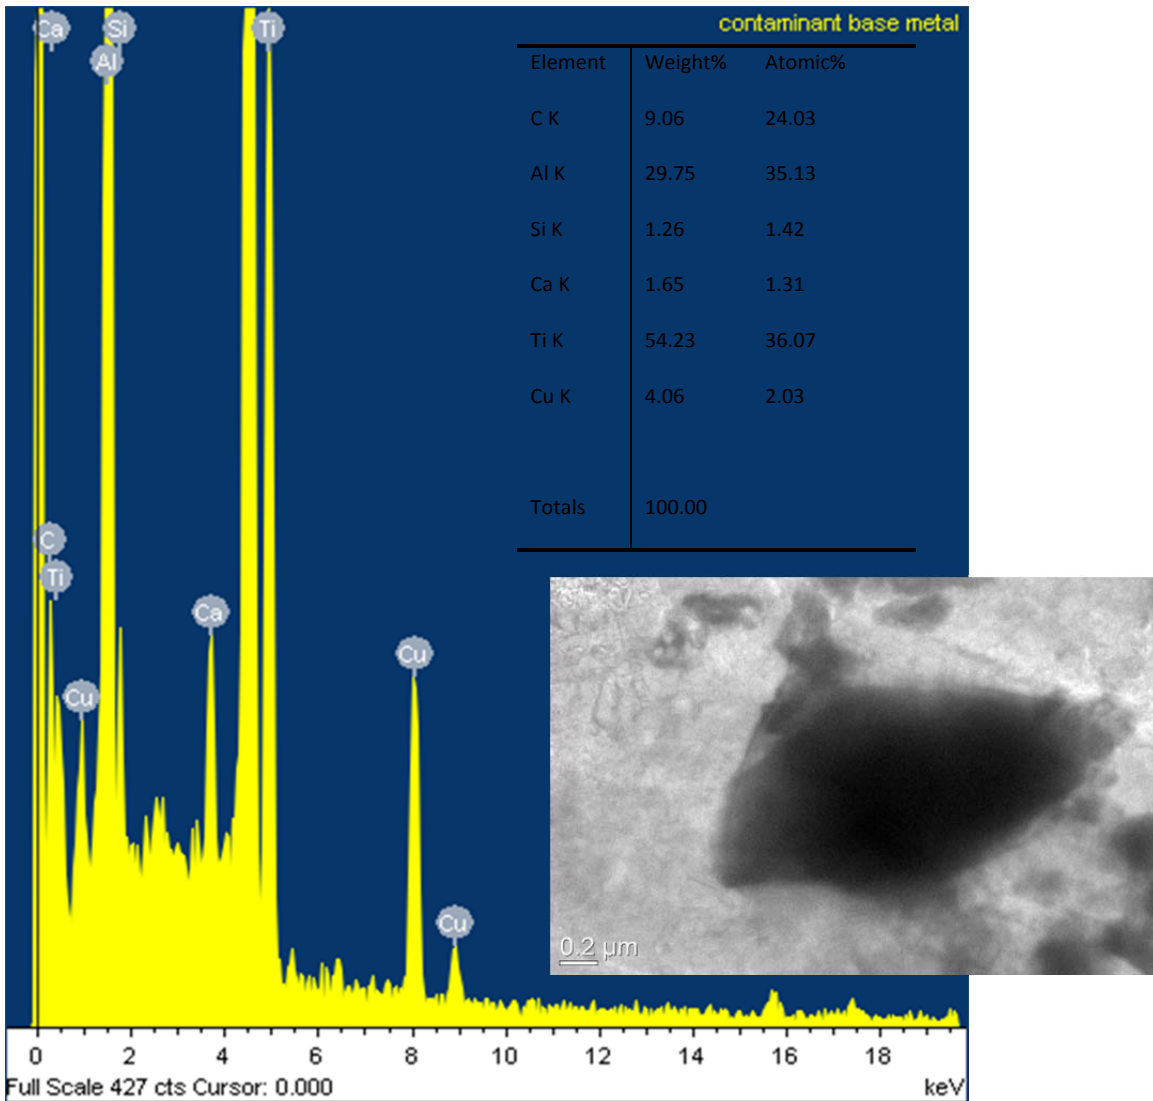 contaminant base metal
Ca
Si
Ti
Al
Element Weight% Atomic%
C K 9.06 24.03
Al K 29.75 35.13
Si K 1.26 1.42
Ca K 1.65 1.31
Ti K 54.23 36.07
Cu K 4.06 2.03
Totals 100.00
C
Ti
Ca
Cu
Cu
Cu
0.2 µm
0 2 4 6 8 10 12 14 16 18
Full Scale 427 cts Cursor: 0.000 keV